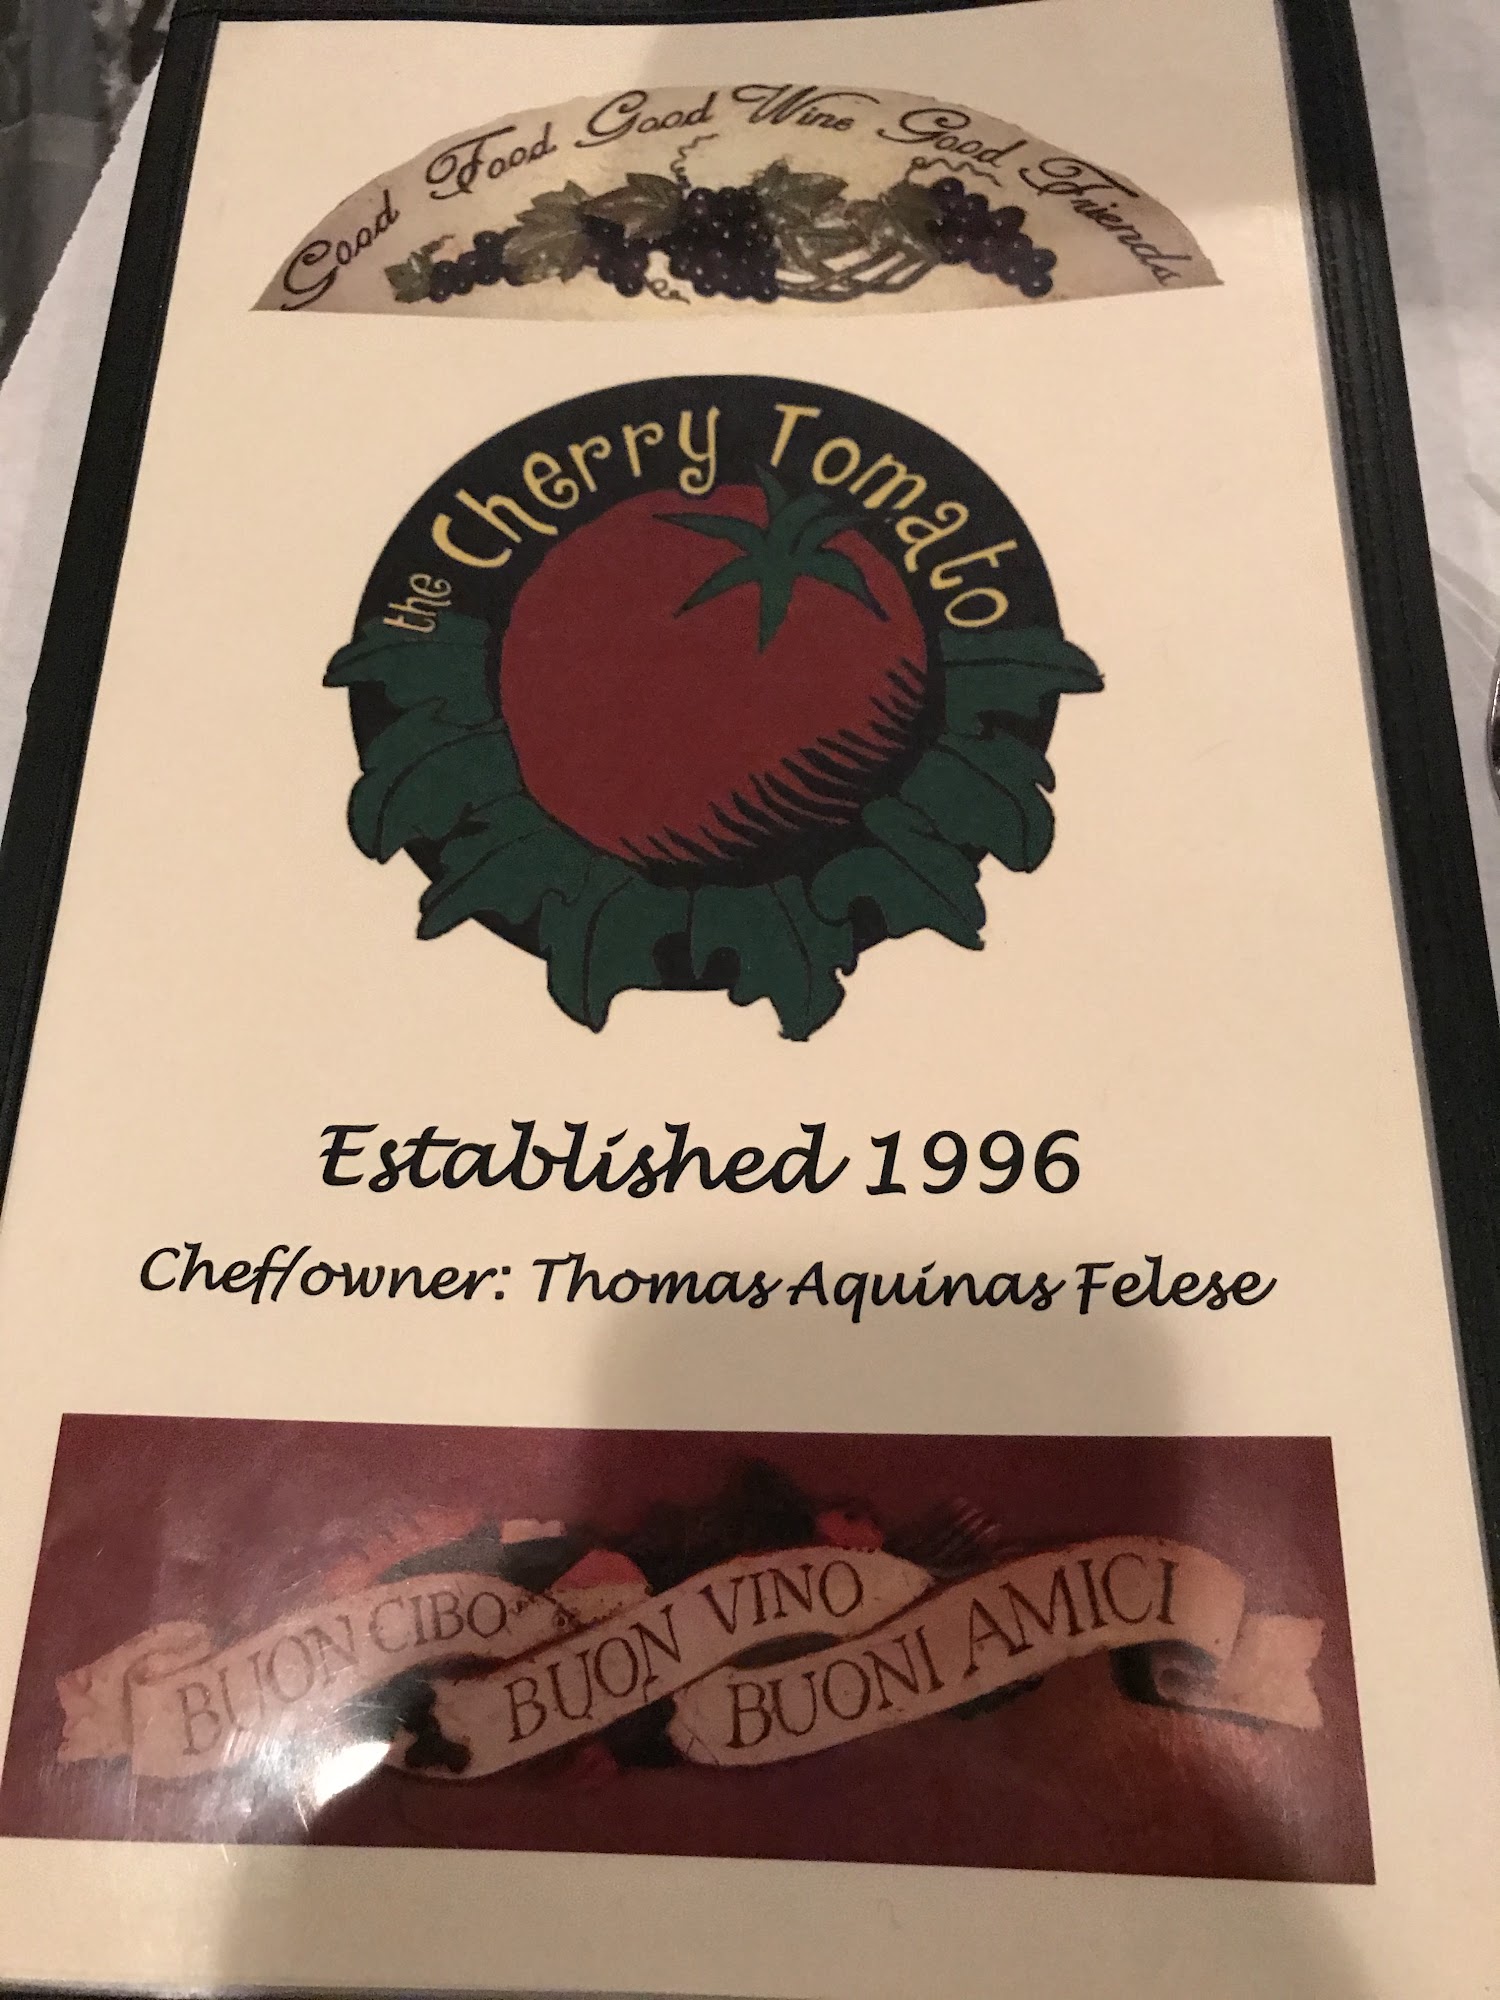 Good Food Good Wine Good Friends
the Cherry Tomato
Established 1996
Chef/owner: Thomas Aquinas Felese
BUON CIBO
BUON VINO
BUONI AMICI